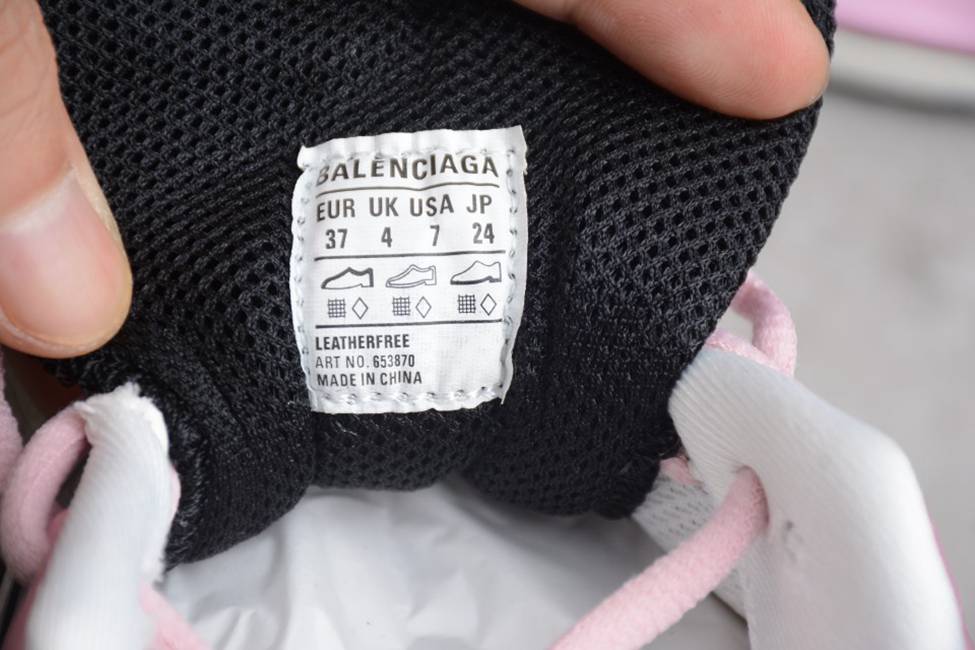 BALENCIAGA
EUR UK USA JP
37 4 7 24
LEATHERFREE
ART NO. 653870
MADE IN CHINA